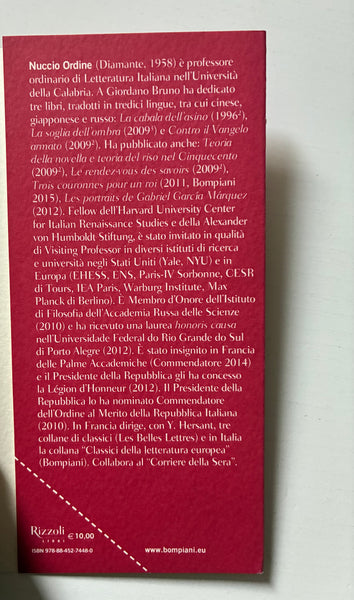 Nuccio Ordine (Diamante, 1958) è professore
ordinario di Letteratura Italiana nell'Università
della Calabria. A Giordano Bruno ha dedicato
tre libri, tradotti in tredici lingue, tra cui cinese,
giapponese e russo: La cabala dell'asino (1996²),
La soglia dell'ombra (2009³) e Contro il Vangelo
armato (2009²). Ha pubblicato anche: Teoria
della novella e teoria del riso nel Cinquecento
(2009²), Le rendez-vous des savoirs (2009²),
Trois couronnes pour un roi (2011, Bompiani
2015), Les portraits de Gabriel García Márquez
(2012). Fellow dell'Harvard University Center
for Italian Renaissance Studies e della Alexander
von Humboldt Stiftung, è stato invitato in qualità
di Visiting Professor in diversi istituti di ricerca
e università negli Stati Uniti (Yale, NYU) e in
Europa (EHESS, ENS, Paris-IV Sorbonne, CESR
di Tours, IEA Paris, Warburg Institute, Max
Planck di Berlino). È Membro d'Onore dell'Istituto
di Filosofia dell'Accademia Russa delle Scienze
(2010) e ha ricevuto una laurea honoris causa
nell'Universidade Federal do Rio Grande do Sul
di Porto Alegre (2012). È stato insignito in Francia
delle Palme Accademiche (Commendatore 2014)
e il Presidente della Repubblica gli ha concesso
la Légion d'Honneur (2012). Il Presidente della
Repubblica lo ha nominato Commendatore
dell'Ordine al Merito della Repubblica Italiana
(2010). In Francia dirige, con Y. Hersant, tre
collane di classici (Les Belles Lettres) e in Italia
la collana "Classici della letteratura europea"
(Bompiani). Collabora al "Corriere della Sera".
Rizzoli
LIBRI
€ 10,00
ISBN 978-88-452-7448-0
www.bompiani.eu